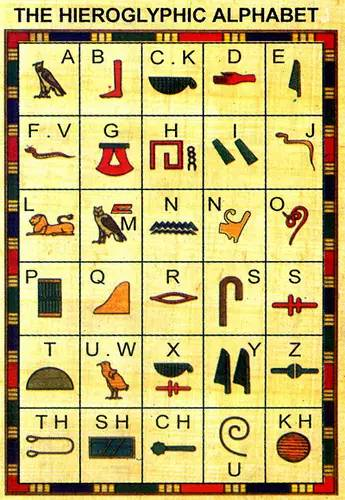 THE HIEROGLYPHIC ALPHABET
A B C.K D E
F.V G H I J
L M N N O
P Q R S S
T U.W X Y Z
TH SH CH U KH